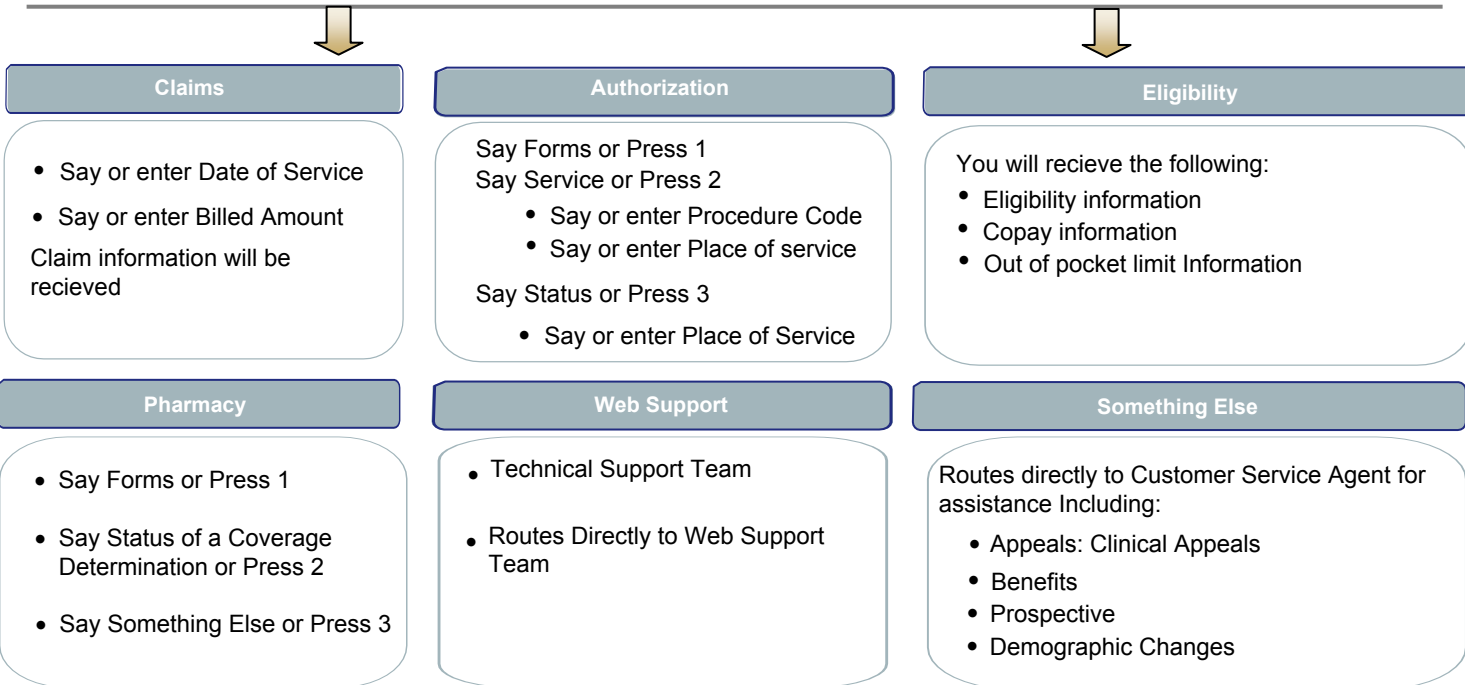 Claims
• Say or enter Date of Service
• Say or enter Billed Amount
Claim information will be
recieved
Authorization
Say Forms or Press 1
Say Service or Press 2
• Say or enter Procedure Code
• Say or enter Place of service
Say Status or Press 3
• Say or enter Place of Service
Eligibility
You will recieve the following:
• Eligibility information
• Copay information
• Out of pocket limit Information
Pharmacy
• Say Forms or Press 1
• Say Status of a Coverage
Determination or Press 2
• Say Something Else or Press 3
Web Support
• Technical Support Team
• Routes Directly to Web Support
Team
Something Else
Routes directly to Customer Service Agent for
assistance Including:
• Appeals: Clinical Appeals
• Benefits
• Prospective
• Demographic Changes